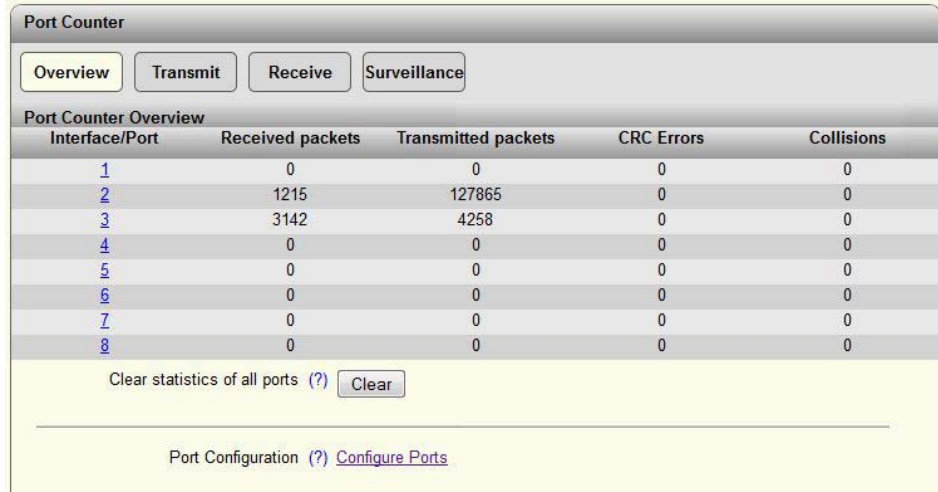 Port Counter
Overview Transmit Receive Surveillance
Port Counter Overview
Interface/Port Received packets Transmitted packets CRC Errors Collisions
1 0 0 0 0
2 1215 127865 0 0
3 3142 4258 0 0
4 0 0 0 0
5 0 0 0 0
6 0 0 0 0
7 0 0 0 0
8 0 0 0 0
Clear statistics of all ports (?) Clear
Port Configuration (?) Configure Ports